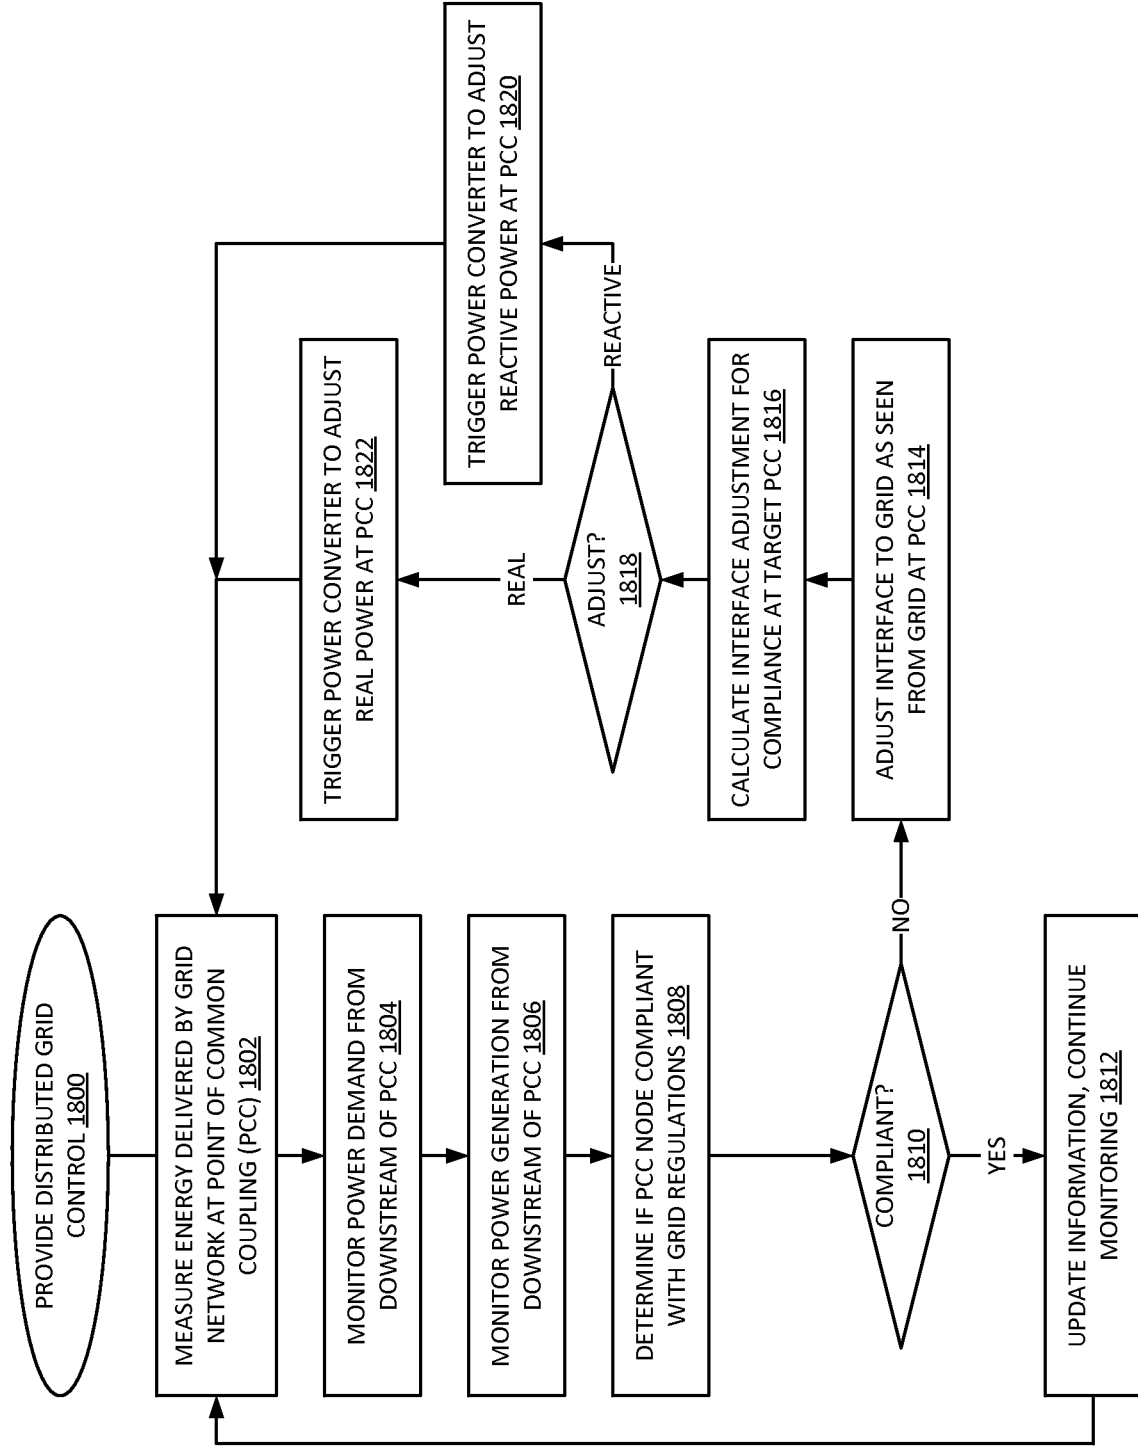 PROVIDE DISTRIBUTED GRID
CONTROL 1800
MEASURE ENERGY DELIVERED BY GRID
NETWORK AT POINT OF COMMON
COUPLING (PCC) 1802
MONITOR POWER DEMAND FROM
DOWNSTREAM OF PCC 1804
MONITOR POWER GENERATION FROM
DOWNSTREAM OF PCC 1806
DETERMINE IF PCC NODE COMPLIANT
WITH GRID REGULATIONS 1808
COMPLIANT?
1810
YES
NO
UPDATE INFORMATION, CONTINUE
MONITORING 1812
ADJUST INTERFACE TO GRID AS SEEN
FROM GRID AT PCC 1814
CALCULATE INTERFACE ADJUSTMENT FOR
COMPLIANCE AT TARGET PCC 1816
ADJUST?
1818
REAL
REACTIVE
TRIGGER POWER CONVERTER TO ADJUST
REAL POWER AT PCC 1822
TRIGGER POWER CONVERTER TO ADJUST
REACTIVE POWER AT PCC 1820